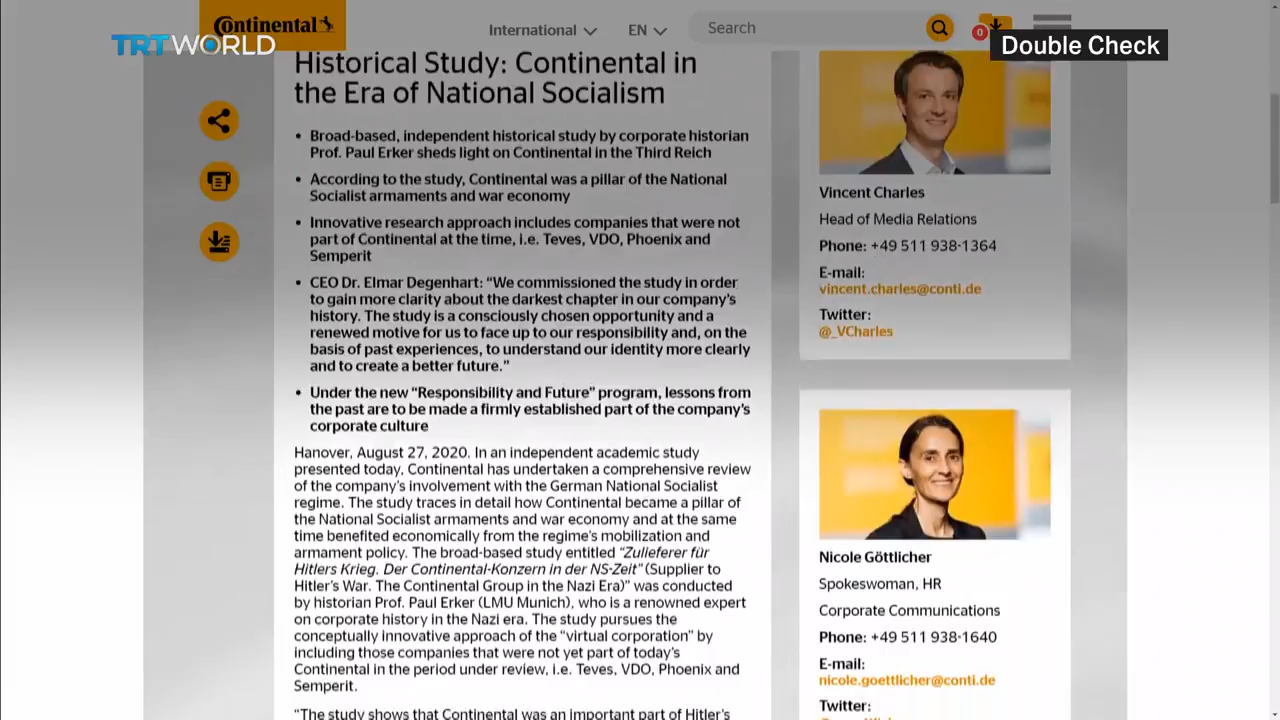 Continental
International
EN
Search
0
TRT WORLD
Double Check
Historical Study: Continental in
the Era of National Socialism
• Broad-based, independent historical study by corporate historian
Prof. Paul Erker sheds light on Continental in the Third Reich
• According to the study, Continental was a pillar of the National
Socialist armaments and war economy
• Innovative research approach includes companies that were not
part of Continental at the time, i.e. Teves, VDO, Phoenix and
Semperit
• CEO Dr. Elmar Degenhart: “We commissioned the study in order
to gain more clarity about the darkest chapter in our company’s
history. The study is a consciously chosen opportunity and a
renewed motive for us to face up to our responsibility and, on the
basis of past experiences, to understand our identity more clearly
and to create a better future.”
• Under the new “Responsibility and Future” program, lessons from
the past are to be made a firmly established part of the company’s
corporate culture
Hanover, August 27, 2020. In an independent academic study
presented today, Continental has undertaken a comprehensive review
of the company’s involvement with the German National Socialist
regime. The study traces in detail how Continental became a pillar of
the National Socialist armaments and war economy and at the same
time benefited economically from the regime’s mobilization and
armament policy. The broad-based study entitled “Zulieferer für
Hitlers Krieg. Der Continental-Konzern in der NS-Zeit” (Supplier to
Hitler’s War. The Continental Group in the Nazi Era)” was conducted
by historian Prof. Paul Erker (LMU Munich), who is a renowned expert
on corporate history in the Nazi era. The study pursues the
conceptually innovative approach of the “virtual corporation” by
including those companies that were not yet part of today’s
Continental in the period under review, i.e. Teves, VDO, Phoenix and
Semperit.
“The study shows that Continental was an important part of Hitler’s
Vincent Charles
Head of Media Relations
Phone: +49 511 938-1364
E-mail:
vincent.charles@conti.de
Twitter:
@_VCharles
Nicole Göttlicher
Spokeswoman, HR
Corporate Communications
Phone: +49 511 938-1640
E-mail:
nicole.goettlicher@conti.de
Twitter: